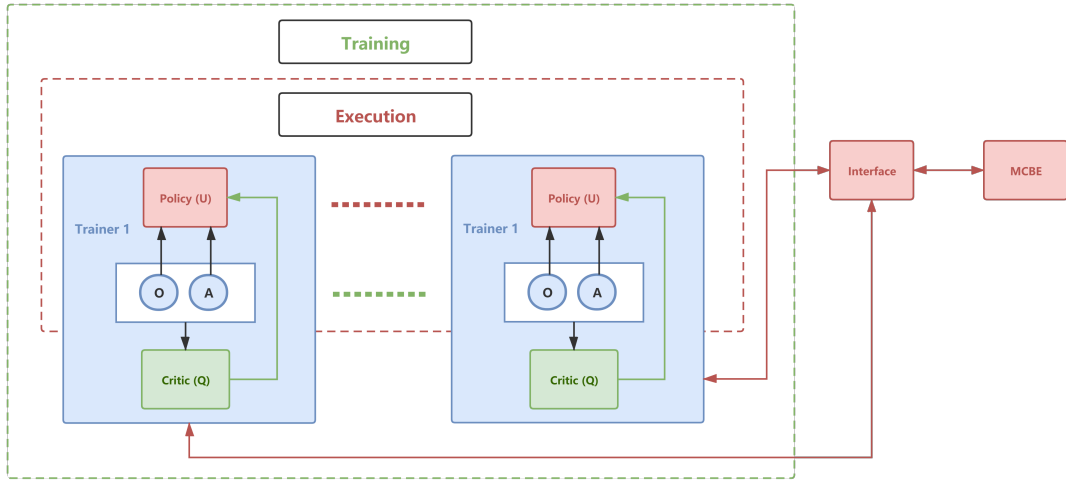 Training
Execution
Policy (U)
Trainer 1
O
A
Critic (Q)
Policy (U)
Trainer 1
O
A
Critic (Q)
Interface
MCBE